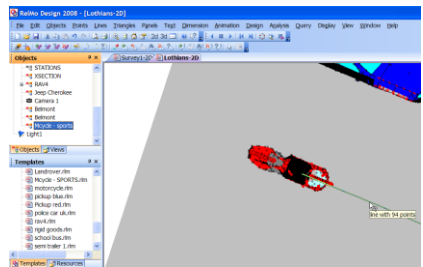 RelWo Design 2008 - [Lothians-2D]
File Edit Objects Points Lines Triangles Panels Text Dimension Animation Design Analysis Query Display View Window Help
Objects
Survey1-2D* Lothians-2D
STATIONS
XSECTION
RAV4
Jeep Cherokee
Camera 1
Belmont
Belmont
Mcycle - sports
Light1
Objects Views
Templates
Landrover.rlm
Mcycle - SPORTS.rlm
motorcycle.rlm
pickup blue.rlm
Pickup red.rlm
police car uk.rlm
rav4.rlm
rigid goods.rlm
school bus.rlm
semi trailer 1.rlm
Templates Resources
line with 94 points